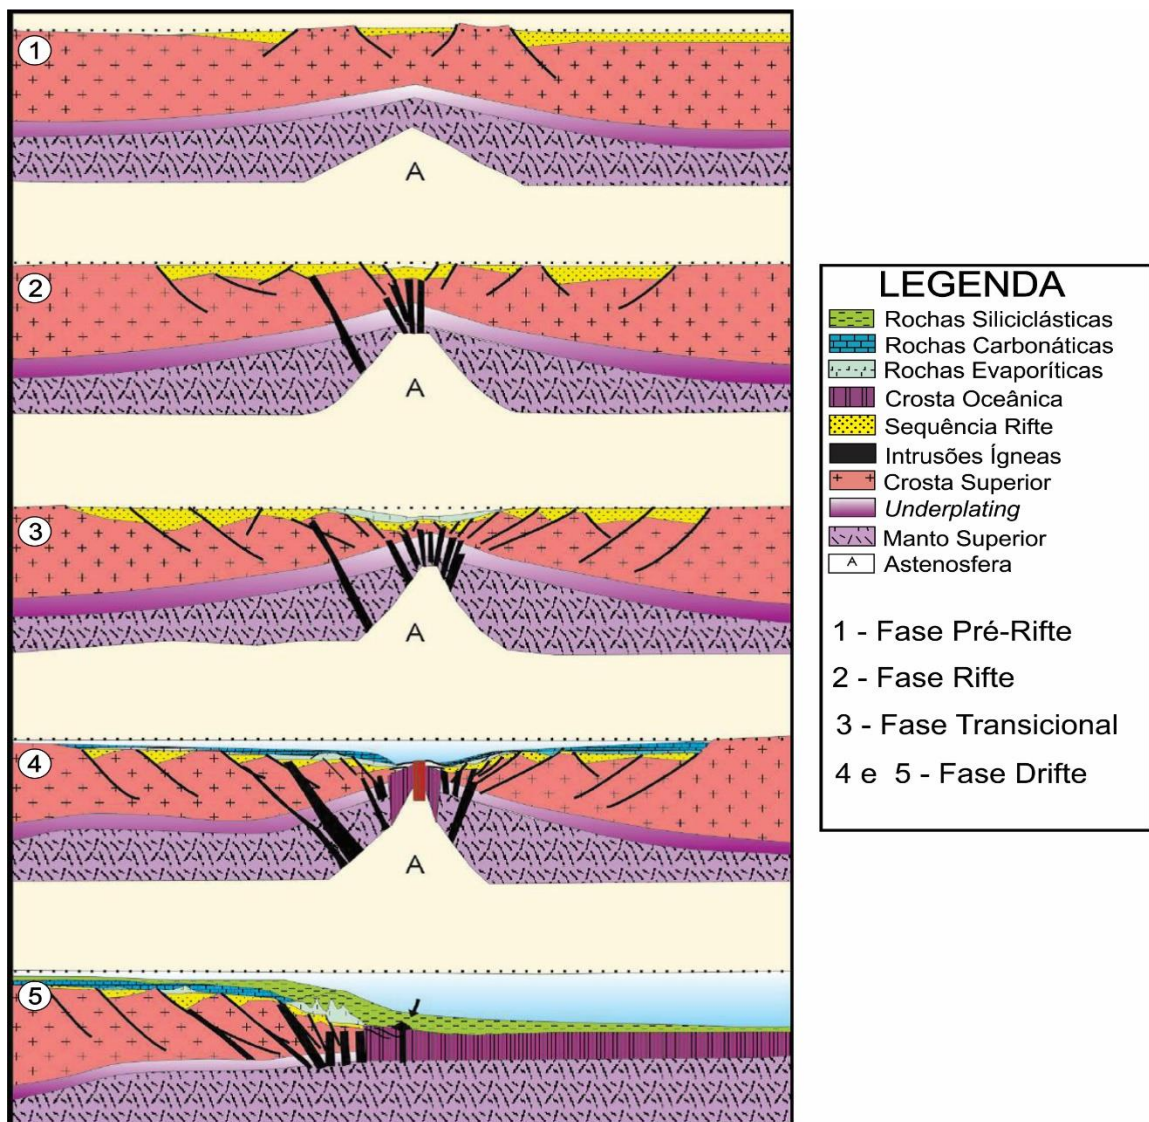 1
A
2
A
3
A
4
A
5
LEGENDA
Rochas Siliciclásticas
Rochas Carbonáticas
Rochas Evaporíticas
Crosta Oceânica
Sequência Rifte
Intrusões Ígneas
Crosta Superior
Underplating
Manto Superior
A Astenosfera
1 - Fase Pré-Rifte
2 - Fase Rifte
3 - Fase Transicional
4 e 5 - Fase Drifte